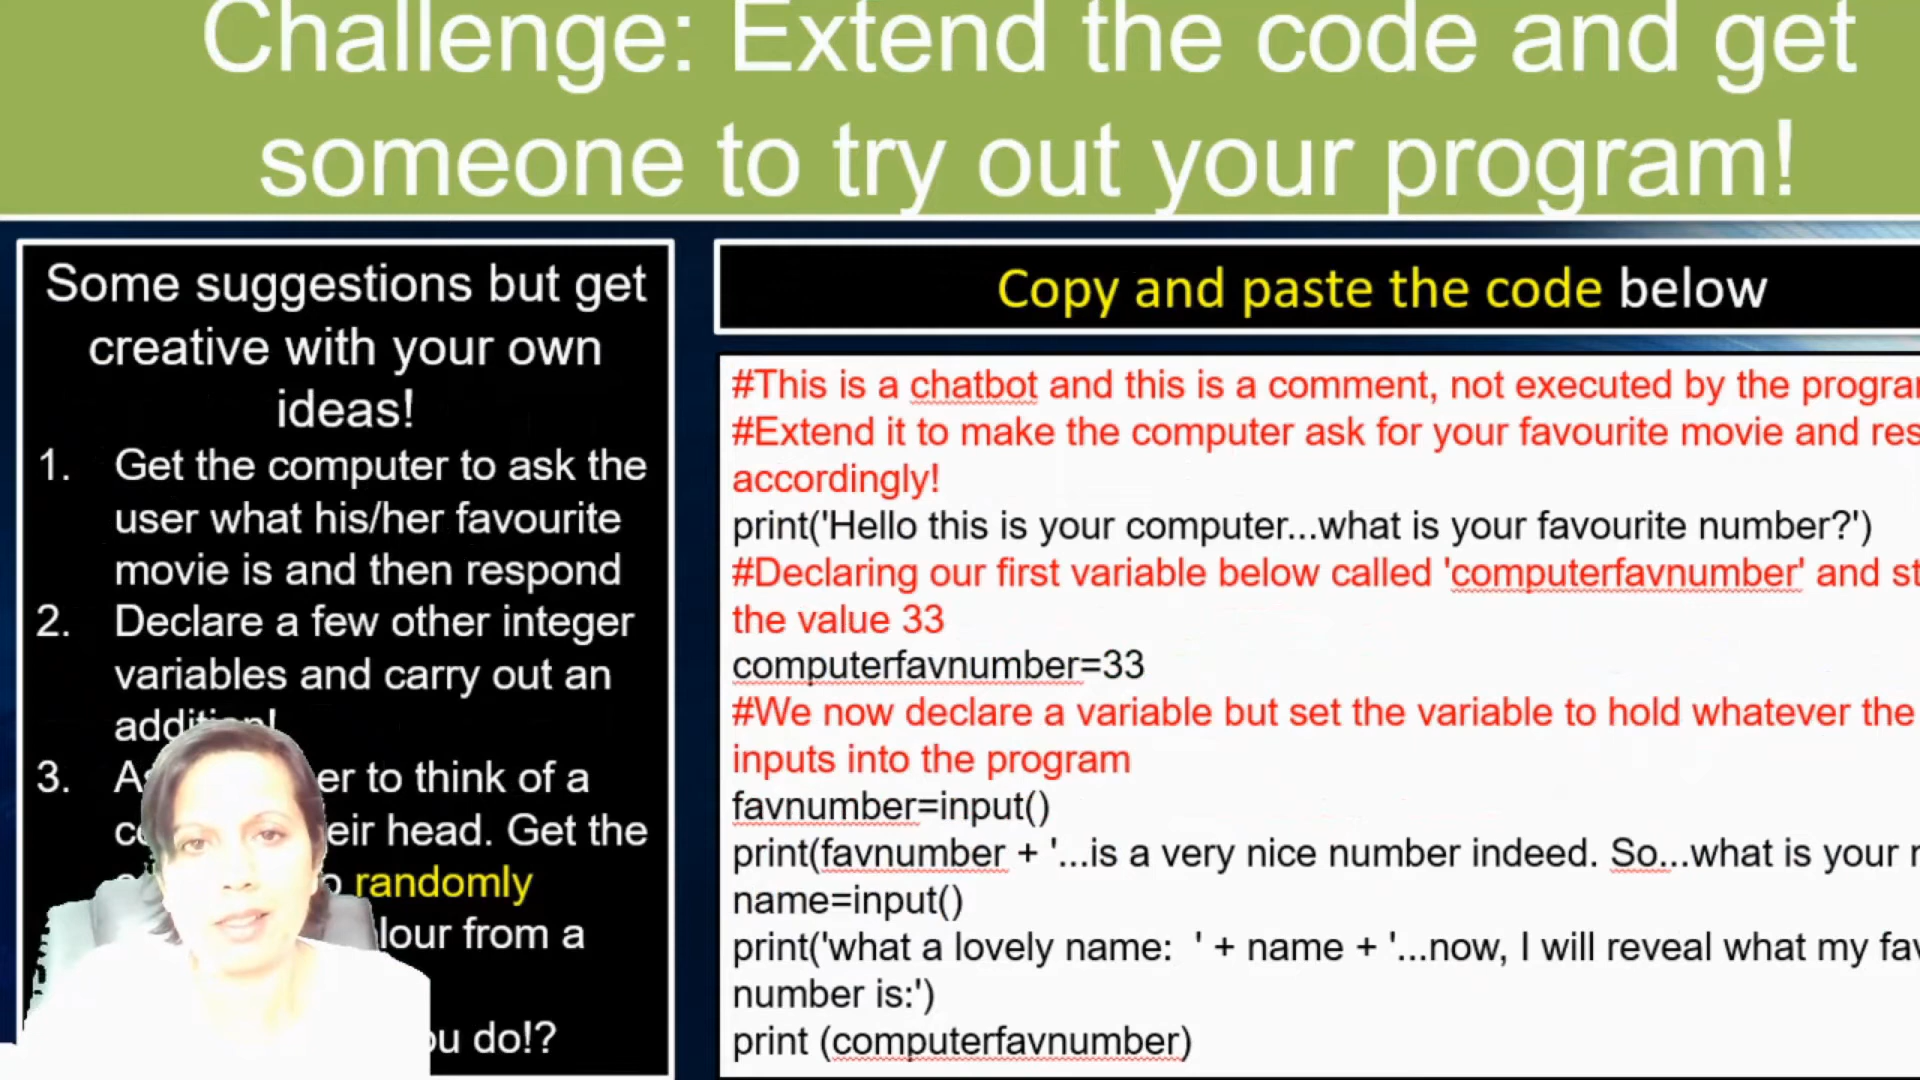 Challenge: Extend the code and get
someone to try out your program!
Some suggestions but get
creative with your own
ideas!
1. Get the computer to ask the
user what his/her favourite
movie is and then respond
2. Declare a few other integer
variables and carry out an
addition!
3. er to think of a
eir head. Get the
randomly
lour from a
ou do!?
Copy and paste the code below
#This is a chatbot and this is a comment, not executed by the program
#Extend it to make the computer ask for your favourite movie and res
accordingly!
print('Hello this is your computer...what is your favourite number?')
#Declaring our first variable below called 'computerfavnumber' and st
the value 33
computerfavnumber=33
#We now declare a variable but set the variable to hold whatever the
inputs into the program
favnumber=input()
print(favnumber + '...is a very nice number indeed. So...what is your
name=input()
print('what a lovely name:  ' + name + '...now, I will reveal what my fav
number is:')
print (computerfavnumber)